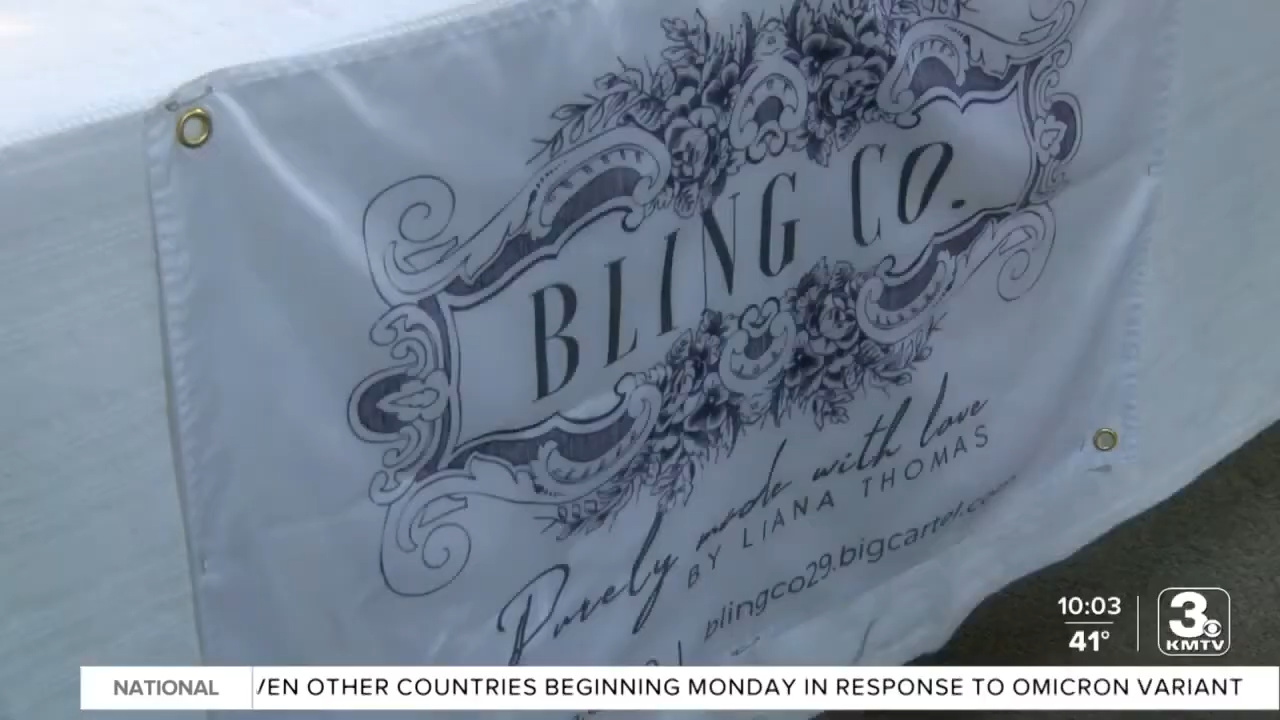 BLING CO.
Purely made with love
BY LIANA THOMAS
blingco29.bigcartel.com
10:03
41°
3
KMTV
NATIONAL
EN OTHER COUNTRIES BEGINNING MONDAY IN RESPONSE TO OMICRON VARIANT